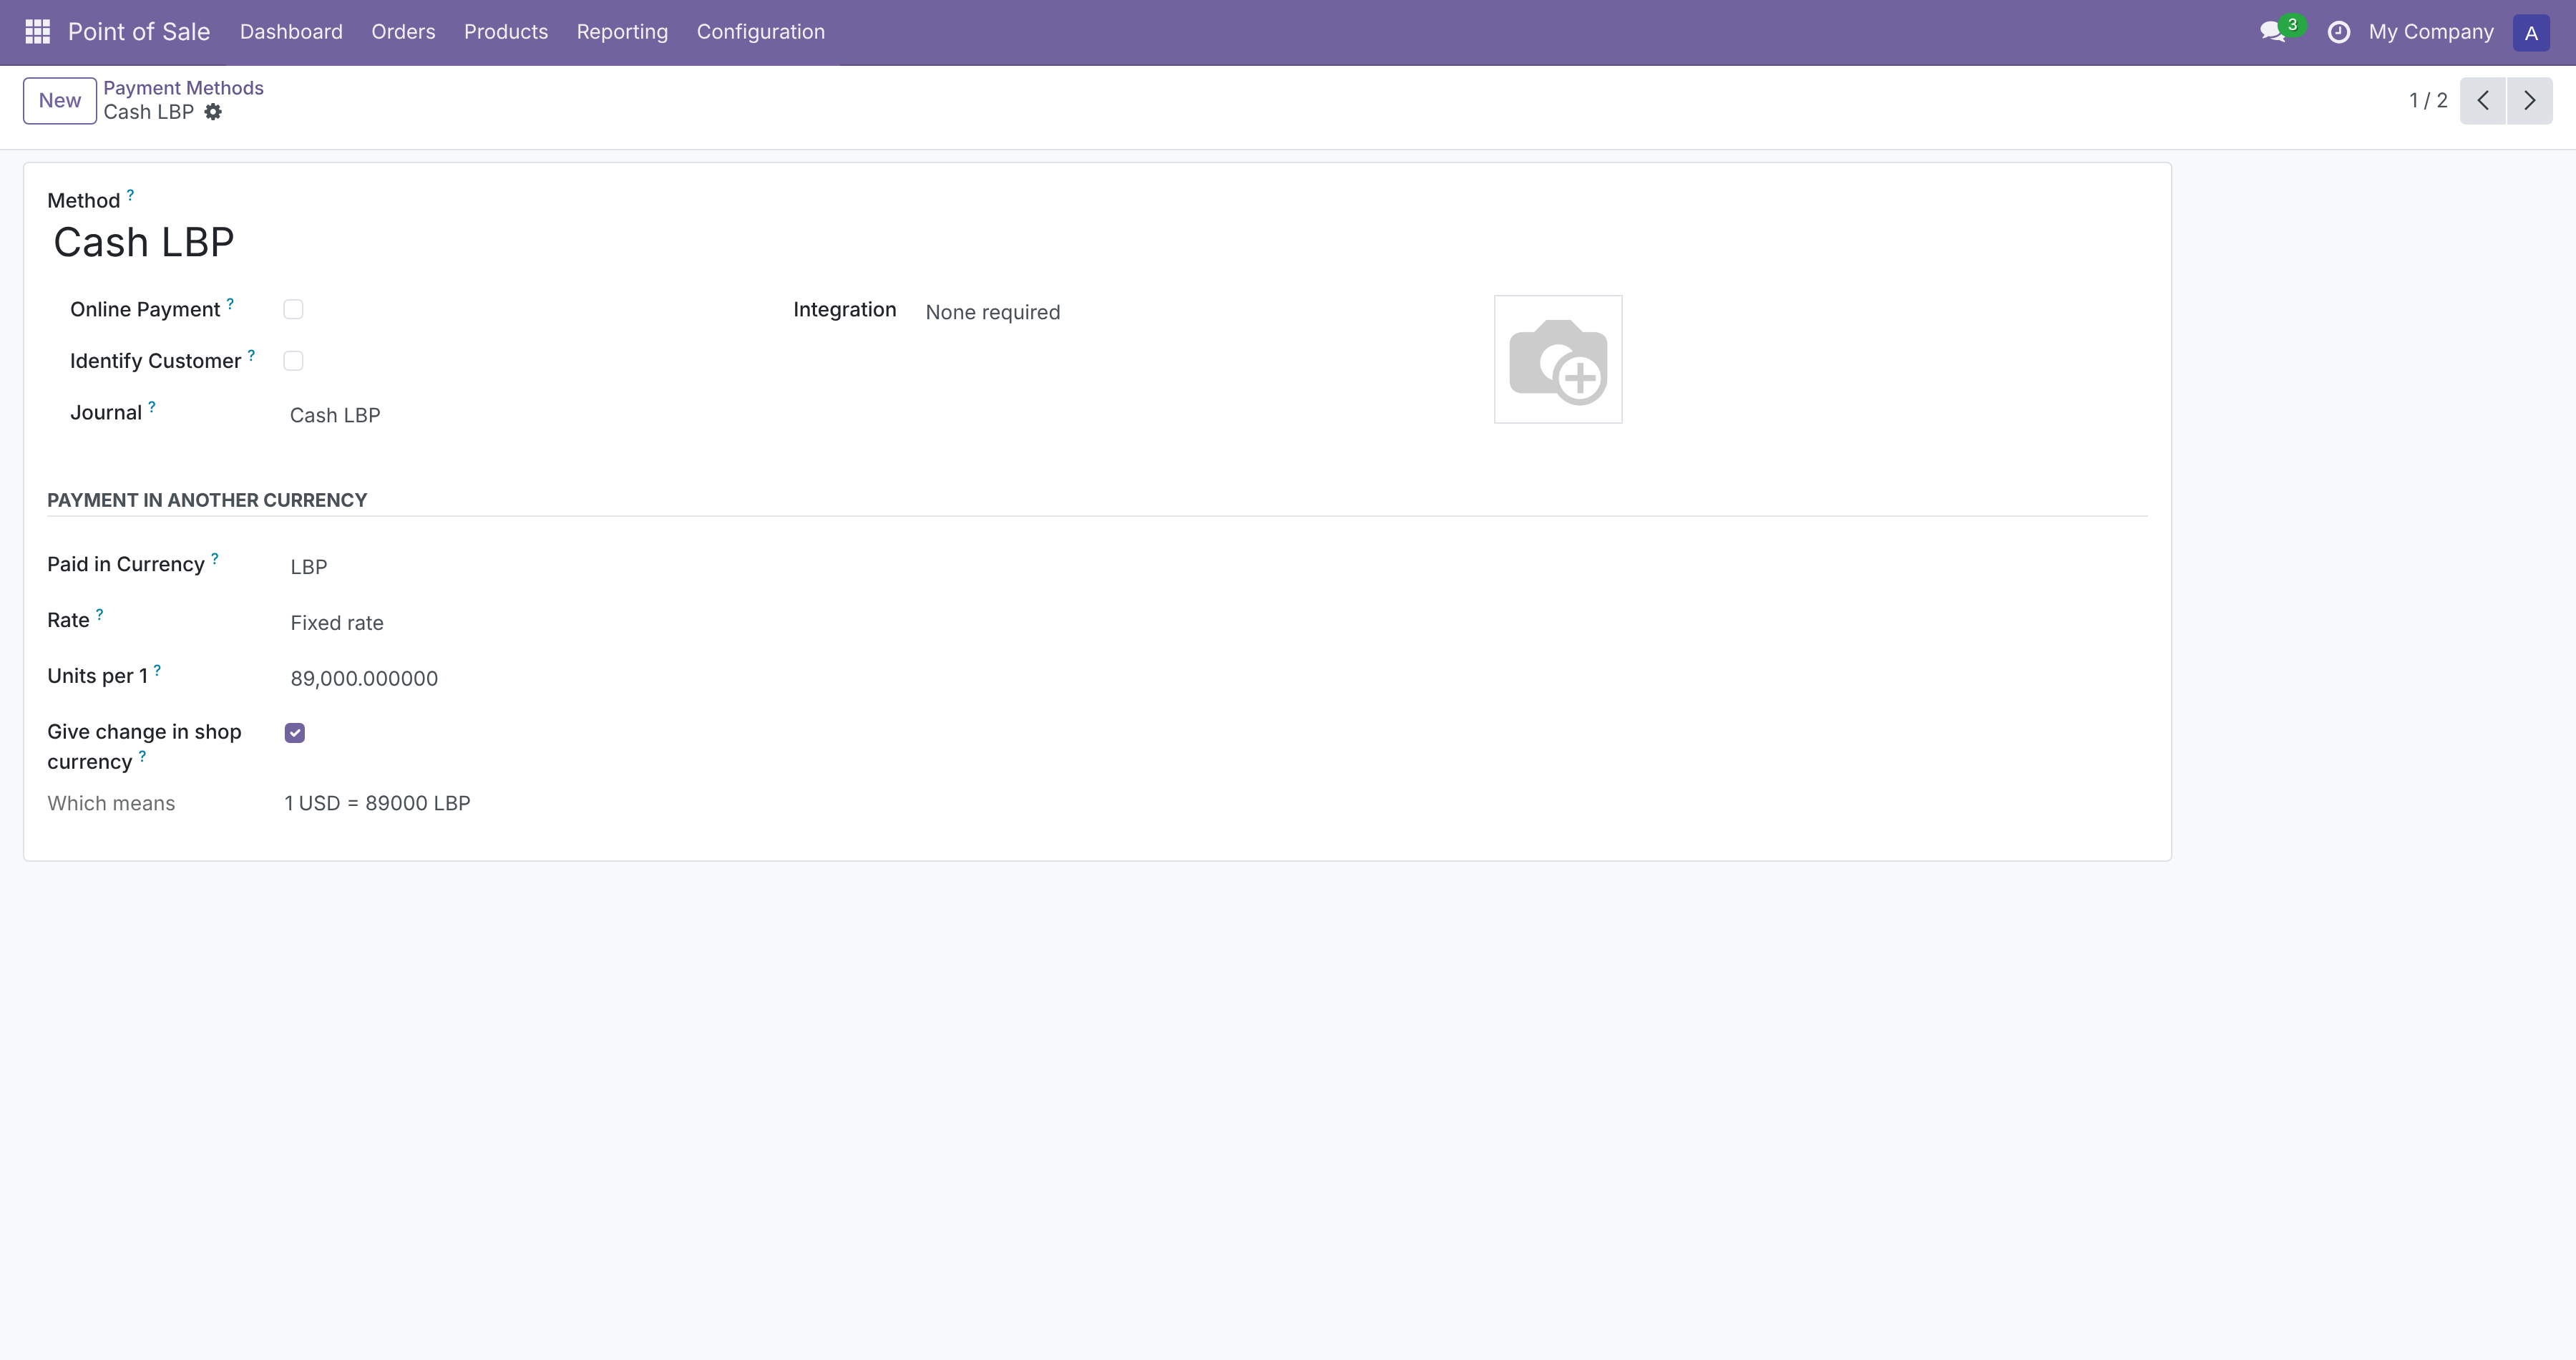 Point of Sale Dashboard Orders Products Reporting Configuration 3 My Company A
New Payment Methods
Cash LBP
1 / 2
Method ?
Cash LBP
Online Payment ?
Integration None required
Identify Customer ?
Journal ? Cash LBP
PAYMENT IN ANOTHER CURRENCY
Paid in Currency ? LBP
Rate ? Fixed rate
Units per 1 ? 89,000.000000
Give change in shop
currency ?
Which means 1 USD = 89000 LBP